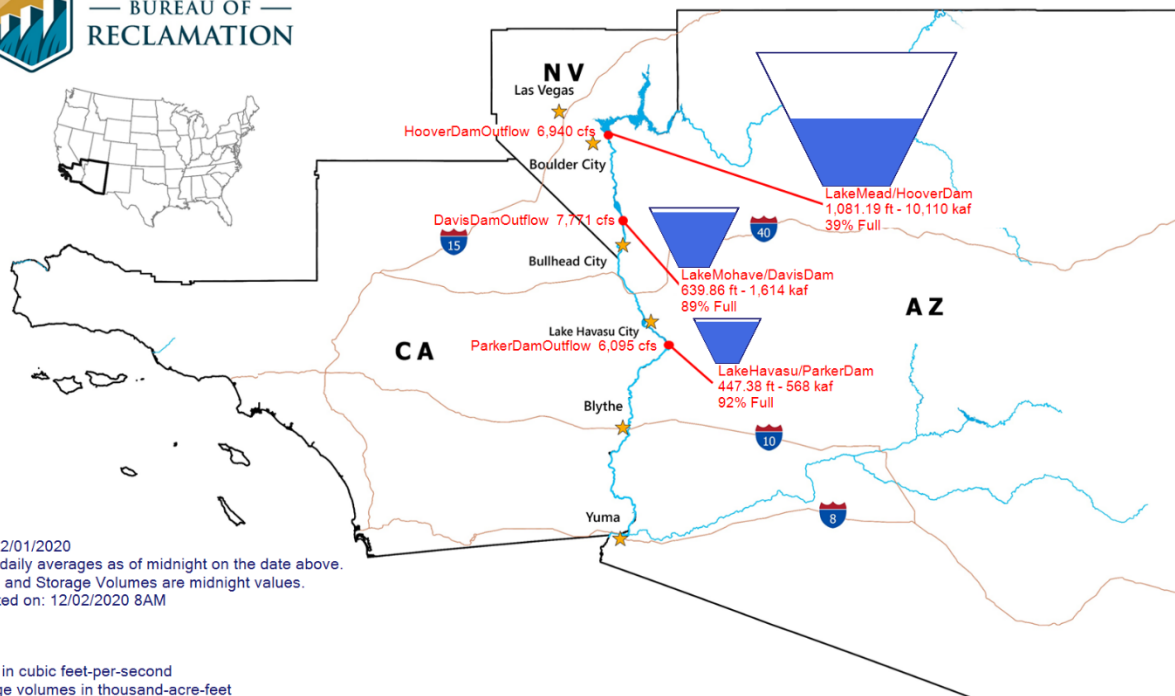 BUREAU OF
RECLAMATION
NV
Las Vegas
HooverDamOutflow 6,940 cfs
Boulder City
LakeMead/HooverDam
1,081.19 ft - 10,110 kaf
39% Full
DavisDamOutflow 7,771 cfs
15
40
Bullhead City
LakeMohave/DavisDam
639.86 ft - 1,614 kaf
89% Full
AZ
Lake Havasu City
CA
ParkerDamOutflow 6,095 cfs
LakeHavasu/ParkerDam
447.38 ft - 568 kaf
92% Full
Blythe
10
Yuma
8
2/01/2020
daily averages as of midnight on the date above.
and Storage Volumes are midnight values.
ed on: 12/02/2020 8AM
in cubic feet-per-second
ge volumes in thousand-acre-feet